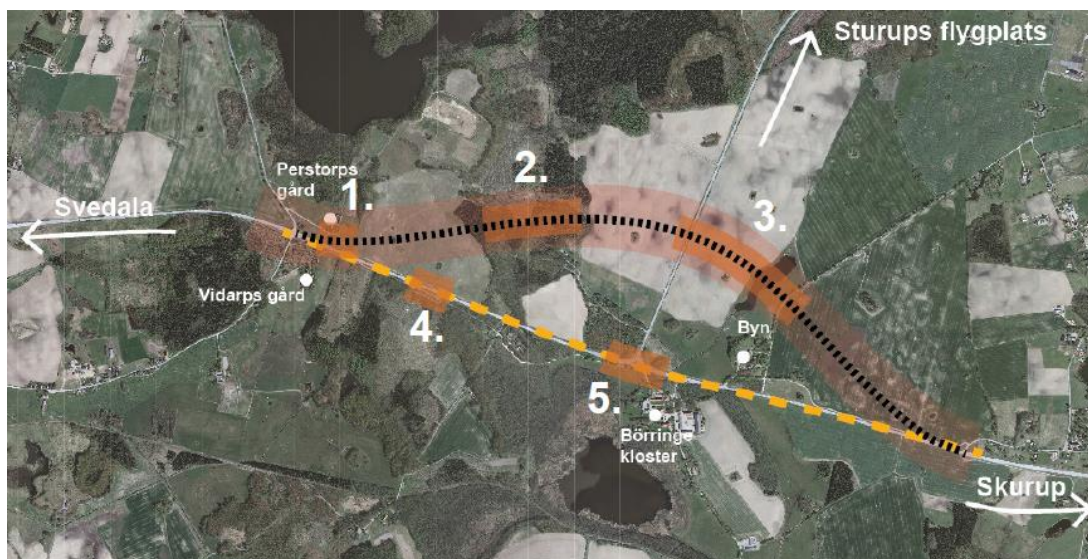 Sturups flygplats
Perstorps
gård
1.
2.
3.
Svedala
Vidarps gård
4.
Byn
5.
Börringe
kloster
Skurup